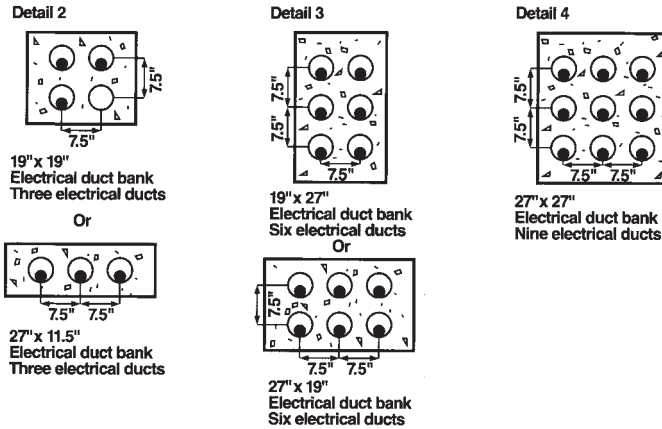 Detail 2
7.5"
7.5"
19" x 19"
Electrical duct bank
Three electrical ducts
Or
7.5" 7.5"
27" x 11.5"
Electrical duct bank
Three electrical ducts
Detail 3
7.5"
7.5"
7.5"
19" x 27"
Electrical duct bank
Six electrical ducts
Or
7.5"
7.5" 7.5"
27" x 19"
Electrical duct bank
Six electrical ducts
Detail 4
7.5"
7.5"
7.5" 7.5"
27" x 27"
Electrical duct bank
Nine electrical ducts